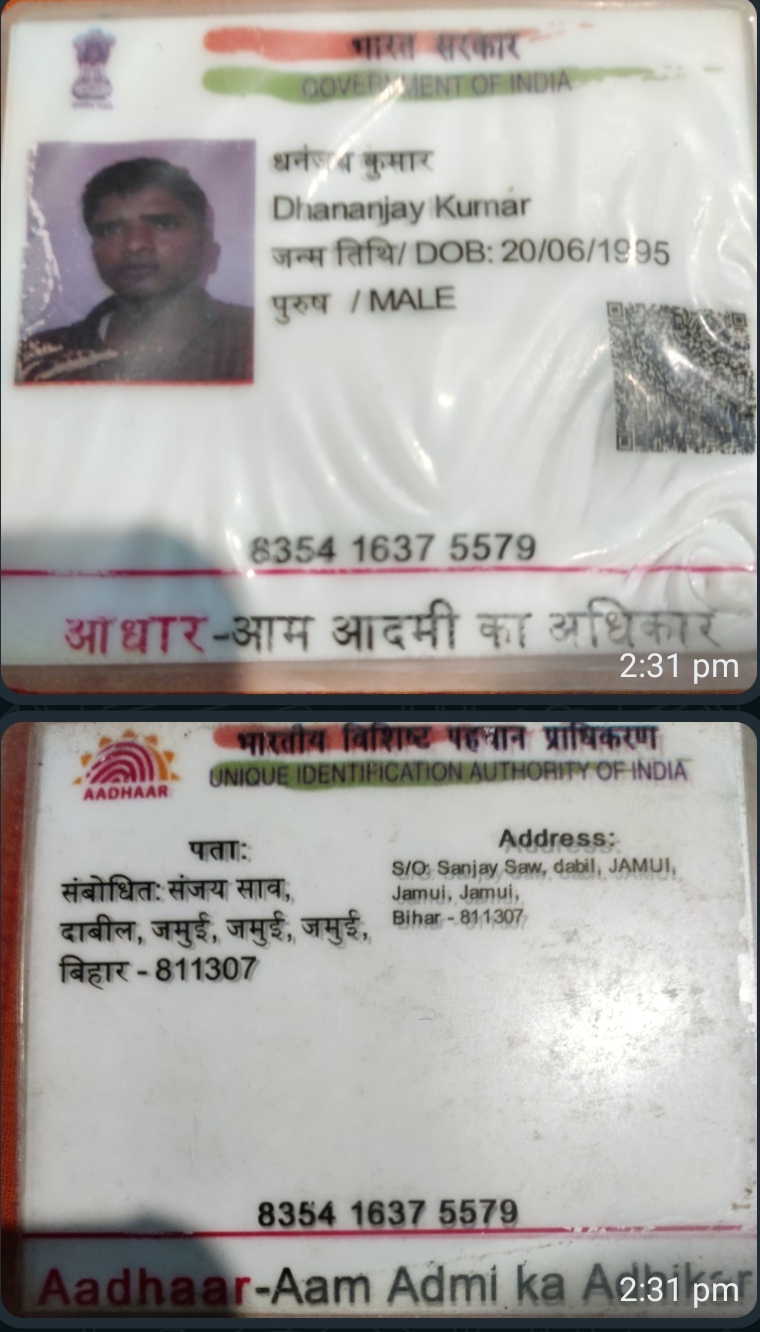 भारत सरकार
GOVERNMENT OF INDIA
धनंजय कुमार
Dhananjay Kumar
जन्म तिथि/ DOB: 20/06/1995
पुरुष / MALE
8354 1637 5579
आधार-आम आदमी का अधिकार
2:31 pm
भारतीय विशिष्ट पहचान प्राधिकरण
UNIQUE IDENTIFICATION AUTHORITY OF INDIA
AADHAAR
पता:
संबोधित: संजय साव,
दाबील, जमुई, जमुई, जमुई,
बिहार - 811307
Address:
S/O: Sanjay Saw, dabil, JAMUI,
Jamui, Jamui,
Bihar - 811307
8354 1637 5579
Aadhaar-Aam Admi ka Adhikar
2:31 pm